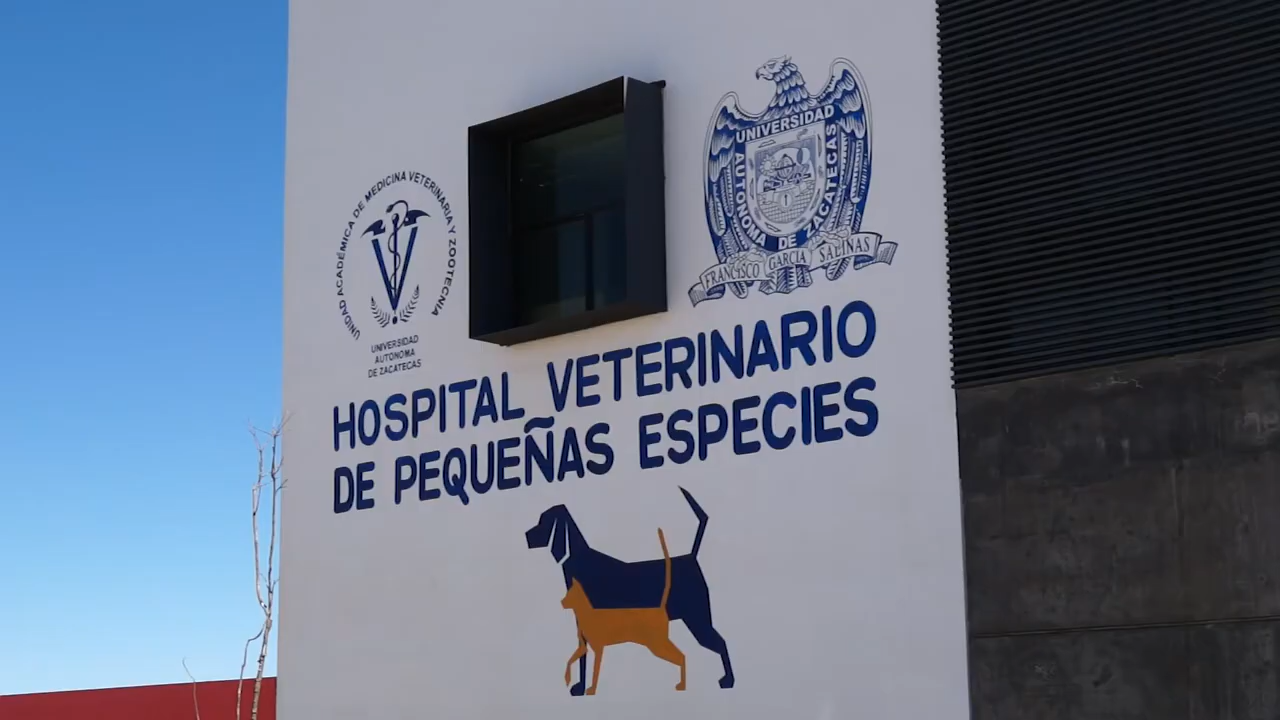 UNIDAD ACADÉMICA DE MEDICINA VETERINARIA Y ZOOTECNIA
UNIVERSIDAD
AUTÓNOMA
DE ZACATECAS
UNIVERSIDAD
AUTONOMA DE ZACATECAS
FRANCISCO GARCÍA SALINAS
HOSPITAL VETERINARIO
DE PEQUEÑAS ESPECIES